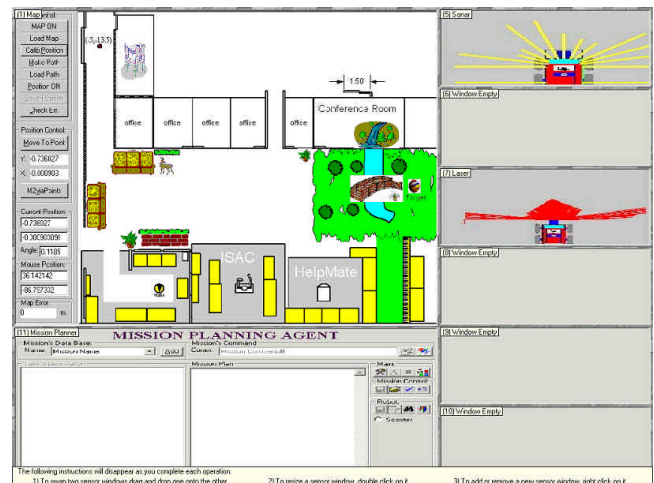 [1] Map
MAP ON
Load Map
Calib Position
Make Path
Load Path
Position ON
Check Err.
Position Control:
Move To Point
Y: -0.736027
X: -0.000903
M2ViaPoints
Current Position:
-0.736027
-0.000903091
Angle: 0.1185
Mouse Position:
36.142142
-86.757332
Map Error
0 m
(-.5,-13.5)
1.50'
Conference Room
office office office office office
Target
ISAC
HelpMate
[5] Sonar
[6] Window Empty
[7] Laser
[8] Window Empty
[9] Window Empty
[10] Window Empty
[11] Mission Planner
MISSION PLANNING AGENT
Mission's Data Base:
Name: Mission Name
Add
Mission's Command
Comm. Mission Command#
Mission Plan
Main:
Mission Control:
Robot:
Scooter
The following instructions will disappear as you complete each operation.
1) To swap two sensor windows drag and drop one onto the other. 2) To resize a sensor window, double click on it. 3) To add or remove a new sensor window, right click on it.